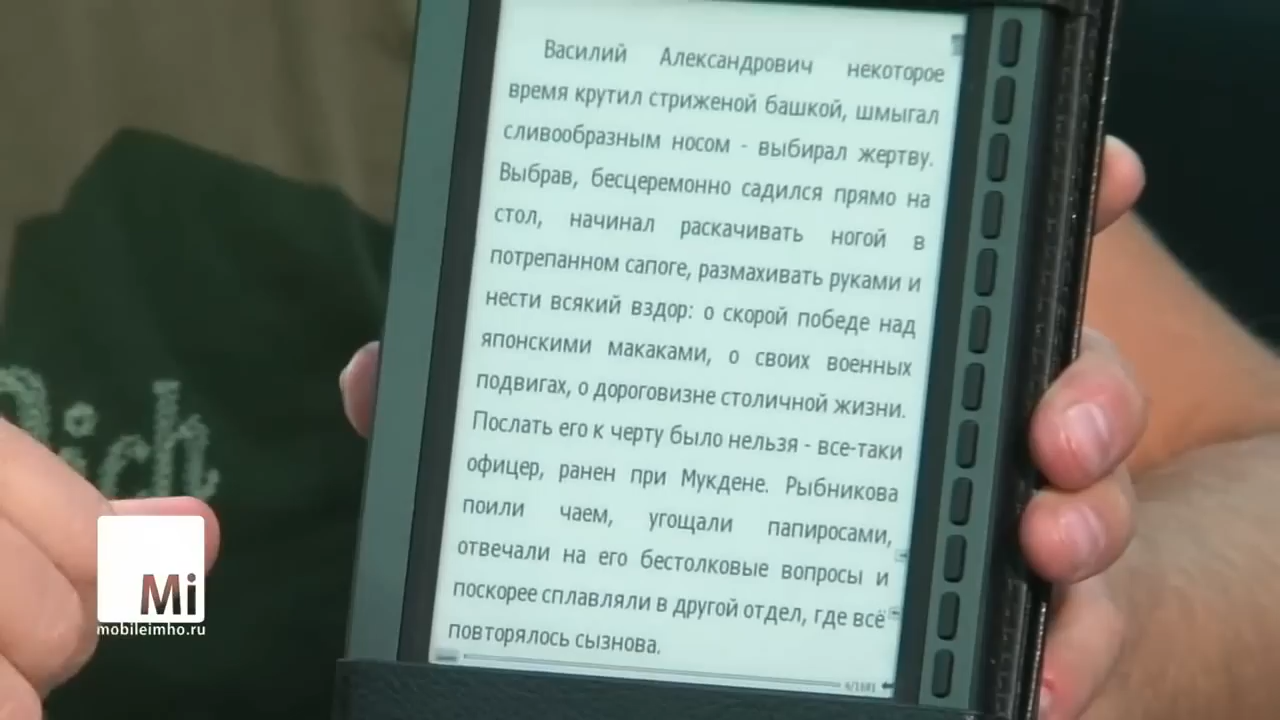 Василий Александрович некоторое
время крутил стриженой башкой, шмыгал
сливообразным носом - выбирал жертву.
Выбрав, бесцеремонно садился прямо на
стол, начинал раскачивать ногой в
потрепанном сапоге, размахивать руками и
нести всякий вздор: о скорой победе над
японскими макаками, о своих военных
подвигах, о дороговизне столичной жизни.
Послать его к черту было нельзя - все-таки
офицер, ранен при Мукдене. Рыбникова
поили чаем, угощали папиросами,
отвечали на его бестолковые вопросы и
поскорее сплавляли в другой отдел, где всё
повторялось сызнова.
Mi
mobileimho.ru